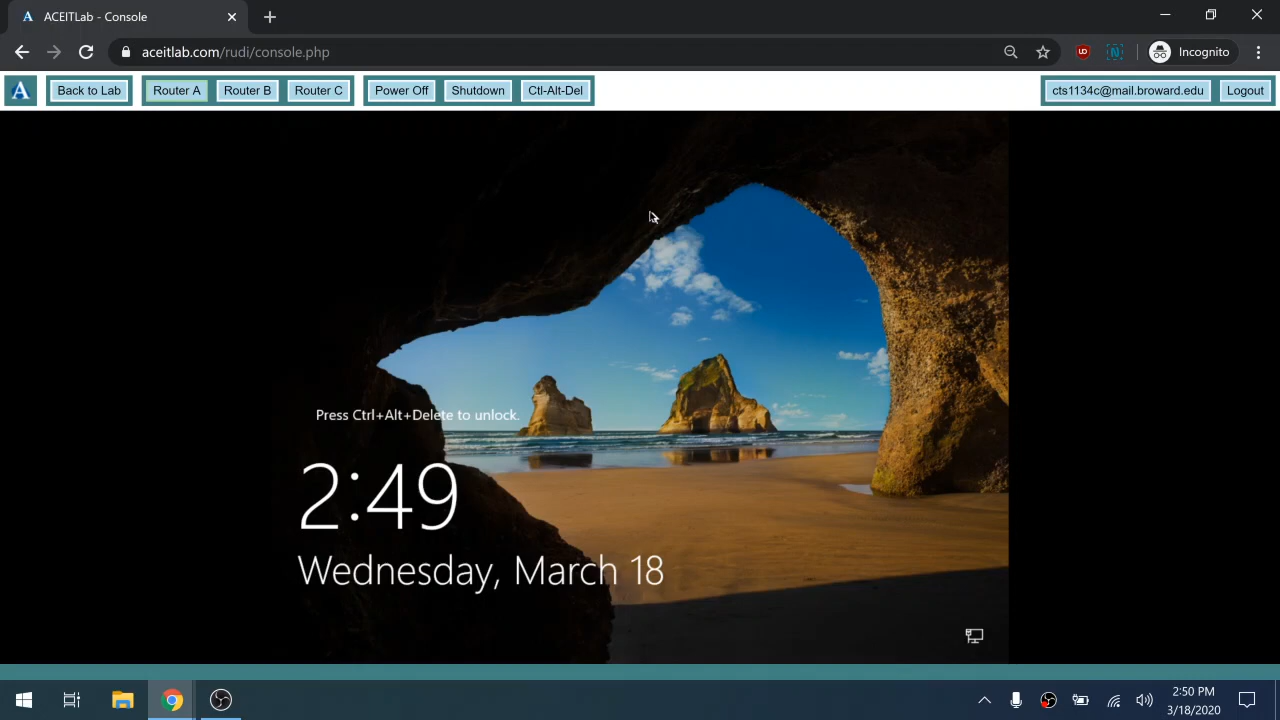 ACEITLab - Console
aceitlab.com/rudi/console.php
Incognito
Back to Lab
Router A
Router B
Router C
Power Off
Shutdown
Ctl-Alt-Del
cts1134c@mail.broward.edu
Logout
Press Ctrl+Alt+Delete to unlock.
2:49
Wednesday, March 18
2:50 PM
3/18/2020